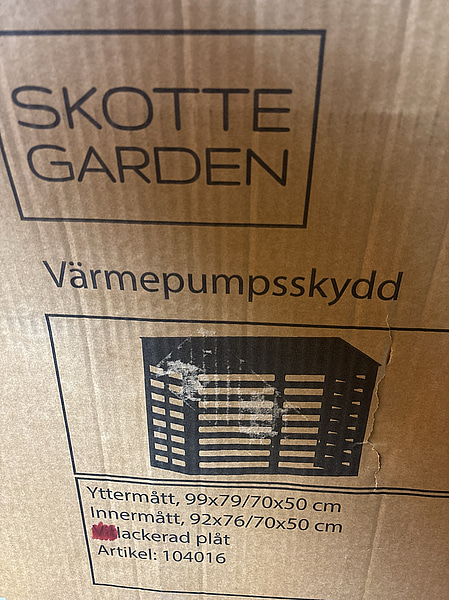 SKOTTE
GARDEN
Värmepumpsskydd
Yttermått, 99x79/70x50 cm
Innermått, 92x76/70x50 cm
lackerad plåt
Artikel: 104016